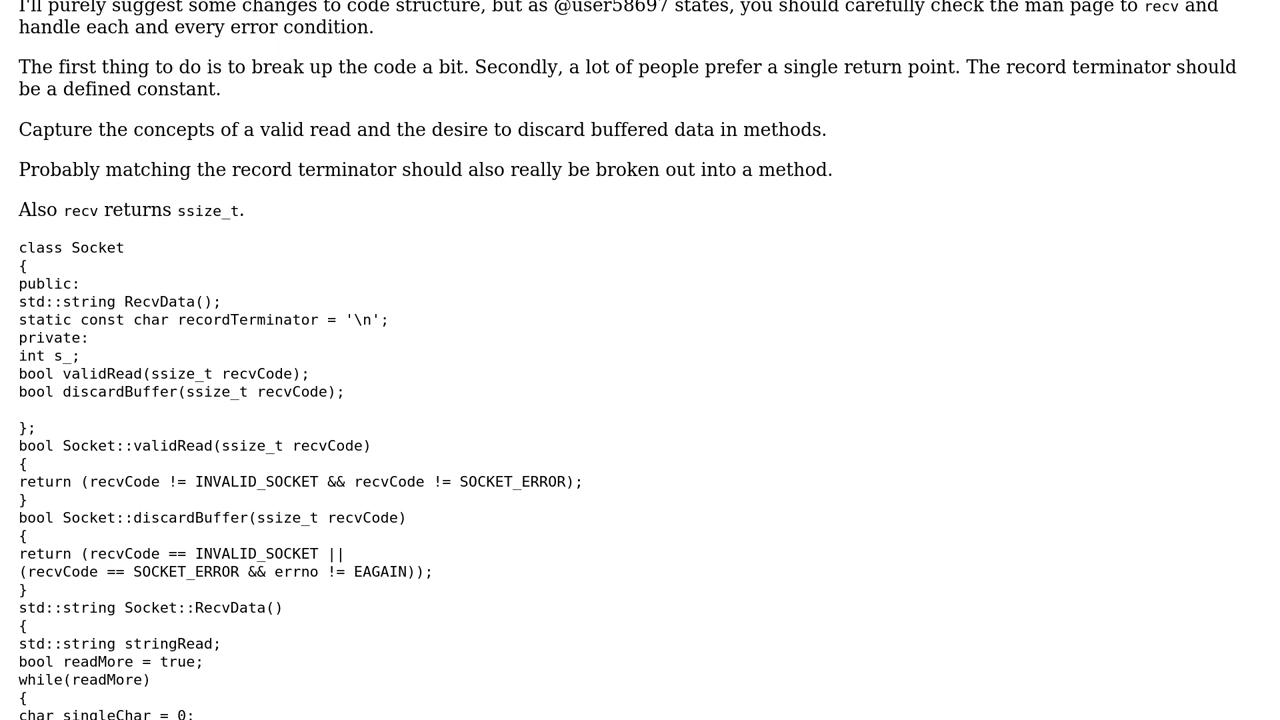 I'll purely suggest some changes to code structure, but as @user58697 states, you should carefully check the man page to recv and
handle each and every error condition.
The first thing to do is to break up the code a bit. Secondly, a lot of people prefer a single return point. The record terminator should
be a defined constant.
Capture the concepts of a valid read and the desire to discard buffered data in methods.
Probably matching the record terminator should also really be broken out into a method.
Also recv returns ssize_t.
class Socket
{
public:
std::string RecvData();
static const char recordTerminator = '\n';
private:
int s_;
bool validRead(ssize_t recvCode);
bool discardBuffer(ssize_t recvCode);
};
bool Socket::validRead(ssize_t recvCode)
{
return (recvCode != INVALID_SOCKET && recvCode != SOCKET_ERROR);
}
bool Socket::discardBuffer(ssize_t recvCode)
{
return (recvCode == INVALID_SOCKET ||
(recvCode == SOCKET_ERROR && errno != EAGAIN));
}
std::string Socket::RecvData()
{
std::string stringRead;
bool readMore = true;
while(readMore)
{
char singleChar = 0;